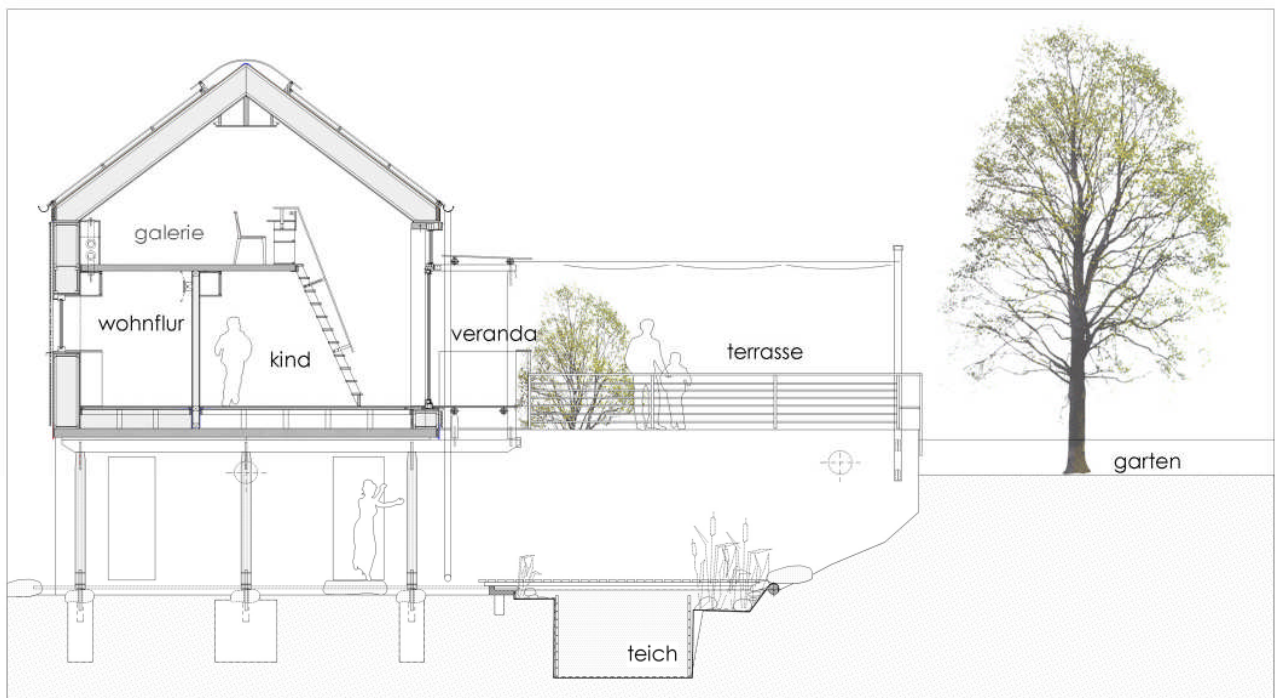 galerie
wohnflur
kind
veranda
terrasse
garten
teich